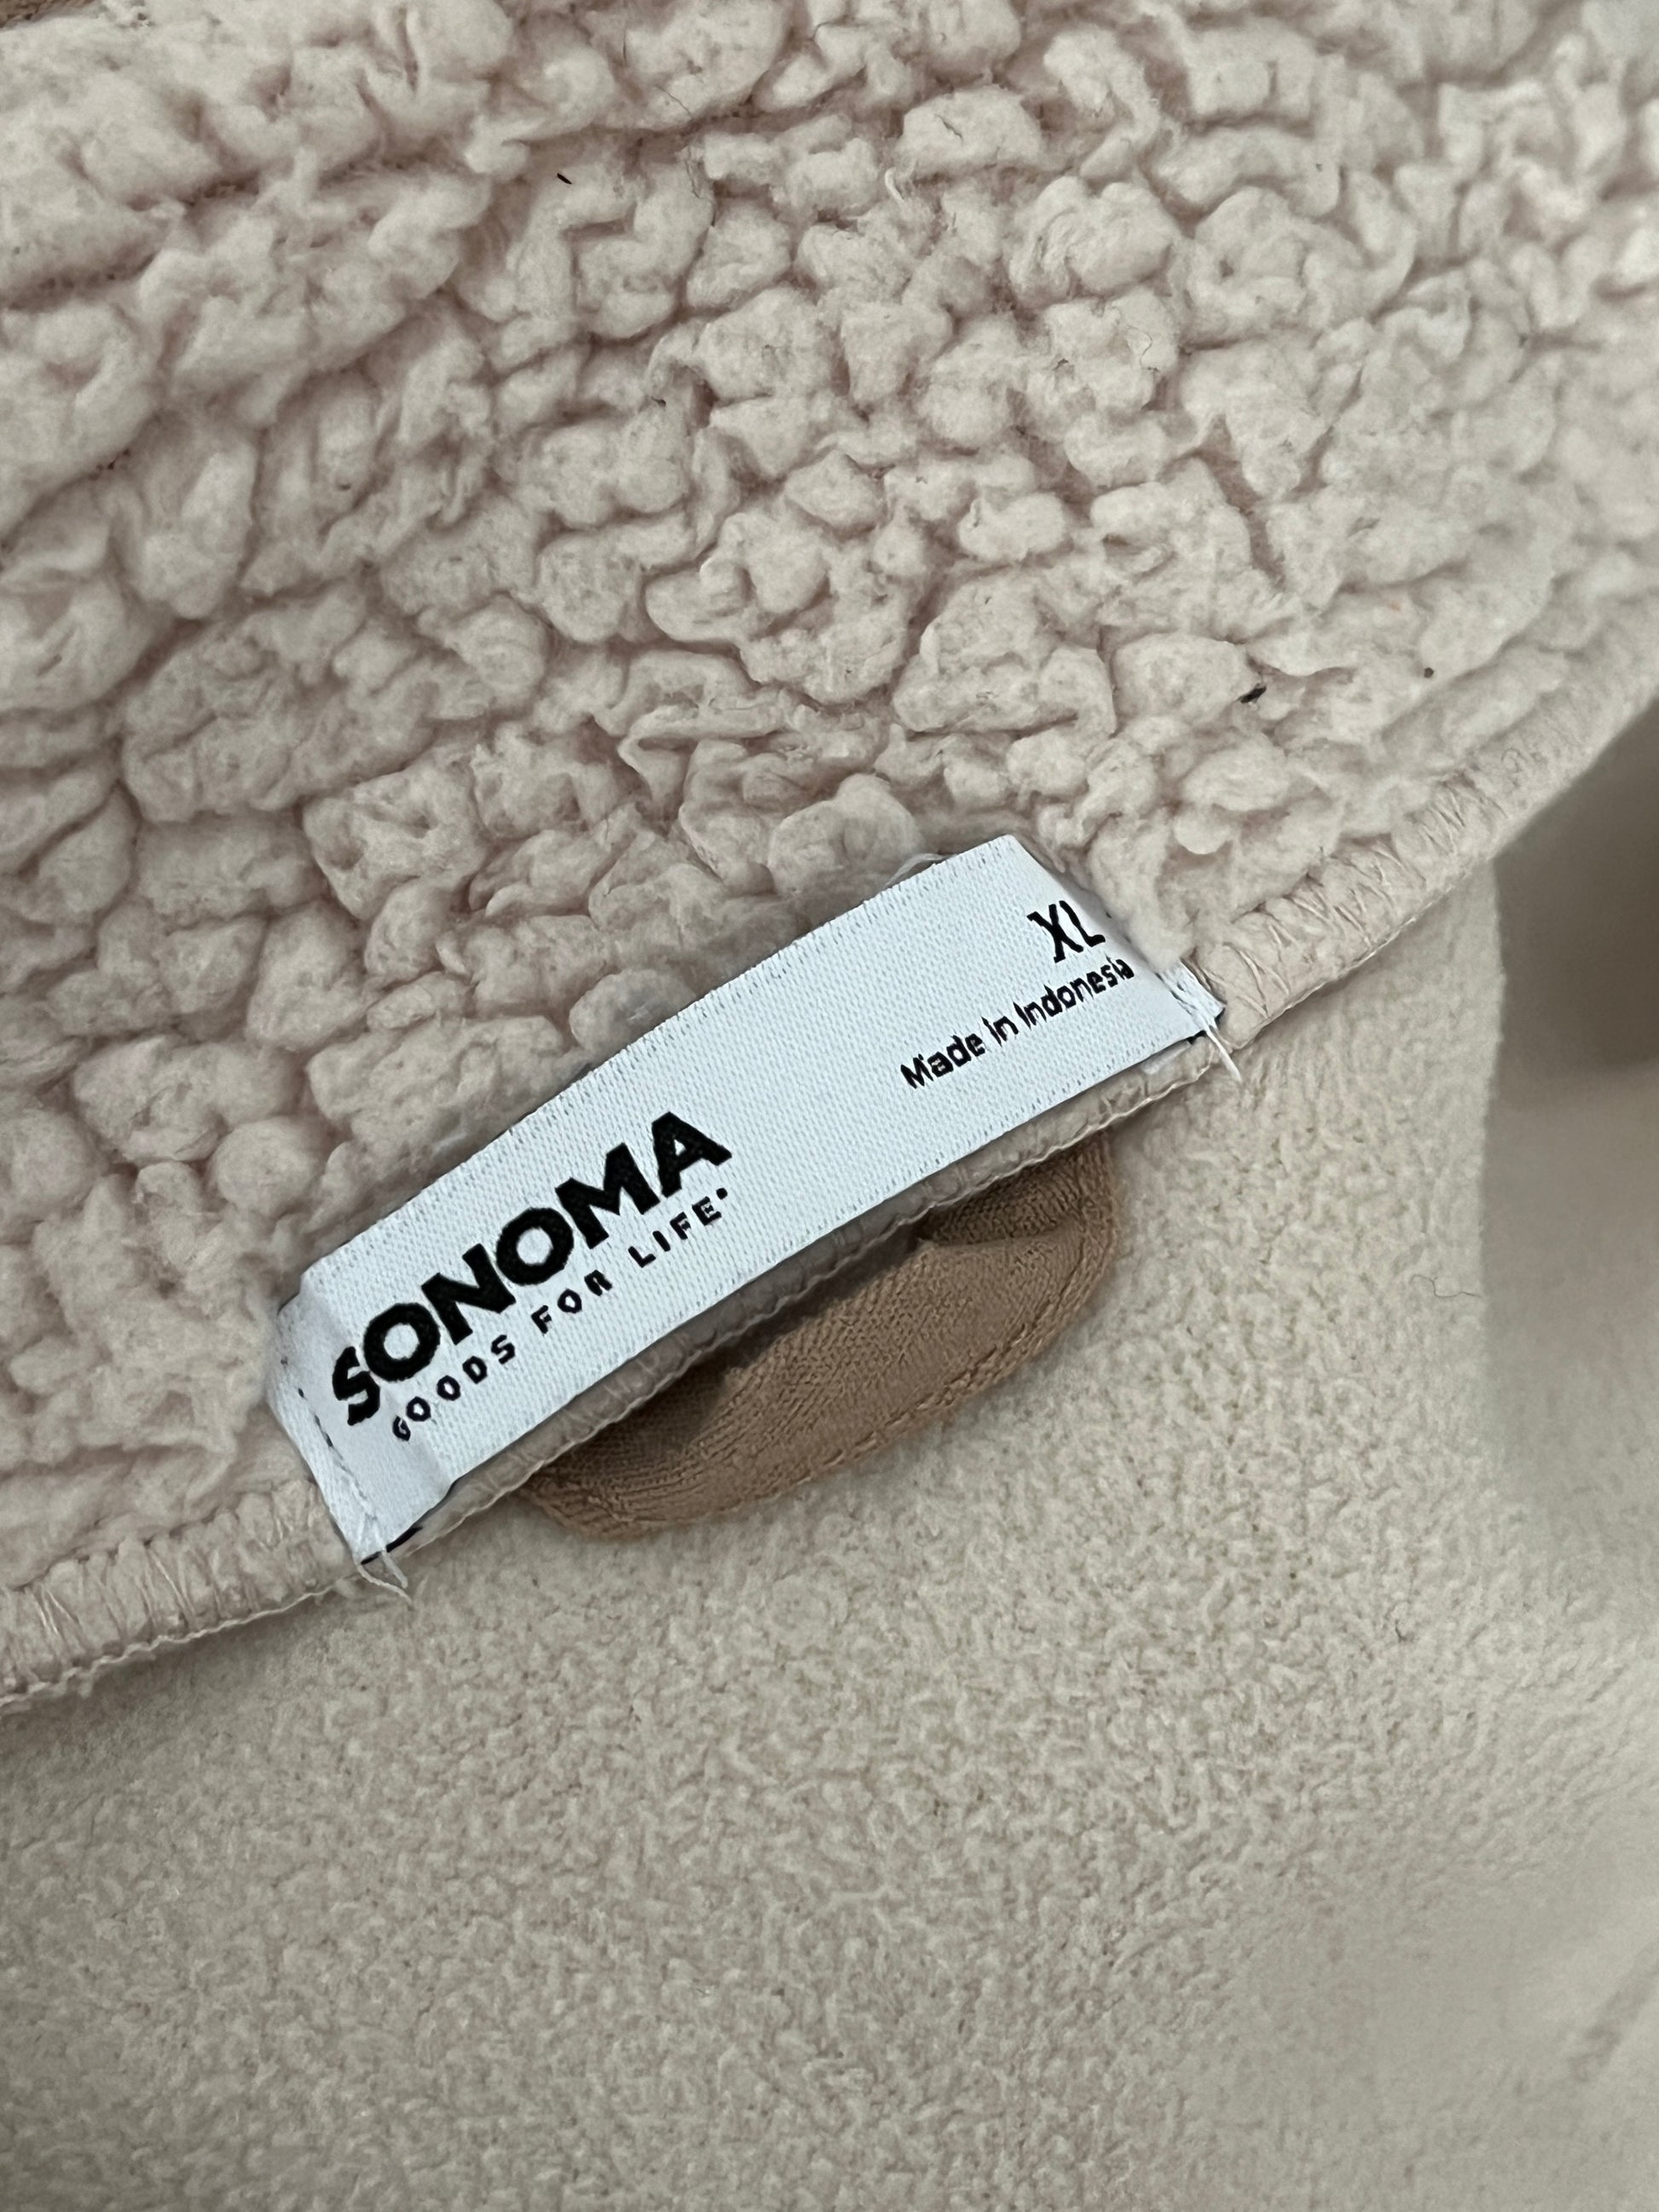 SONOMA
GOODS FOR LIFE
XL
Made in Indonesia